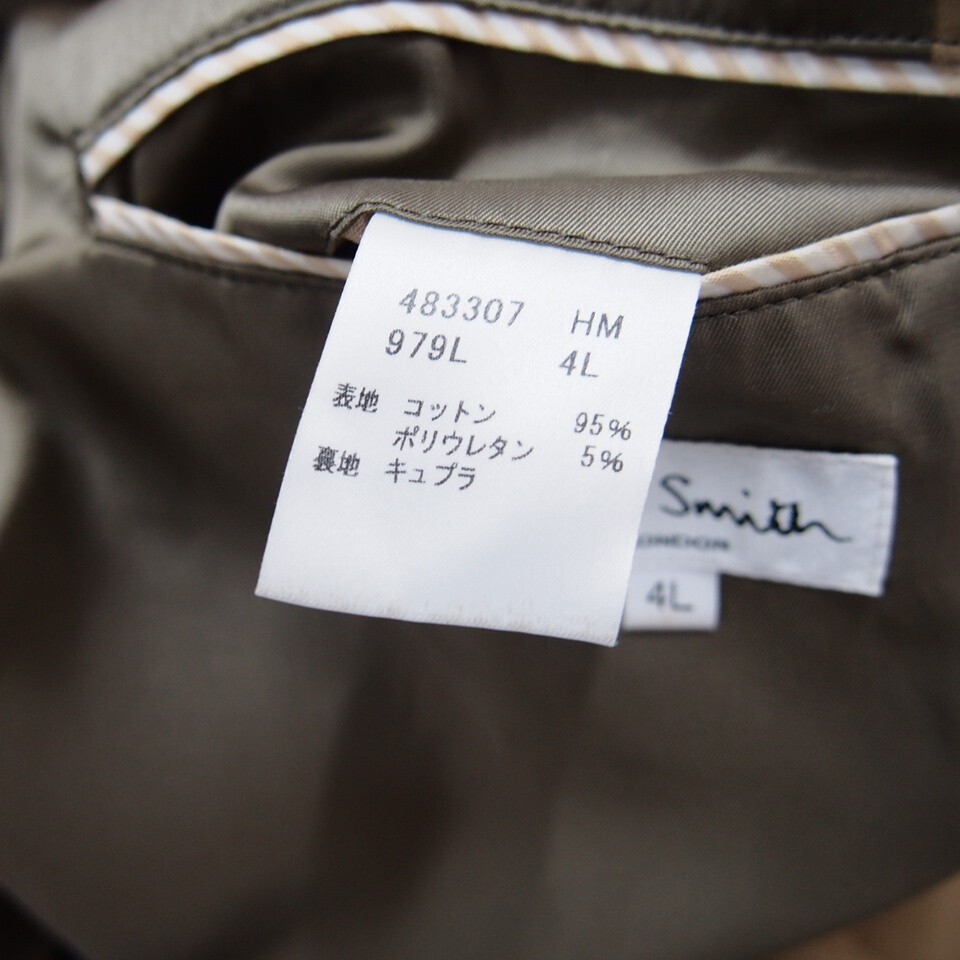 483307 HM
979L 4L
表地 コットン 95%
ポリウレタン 5%
裏地 キュプラ
Smith
4L